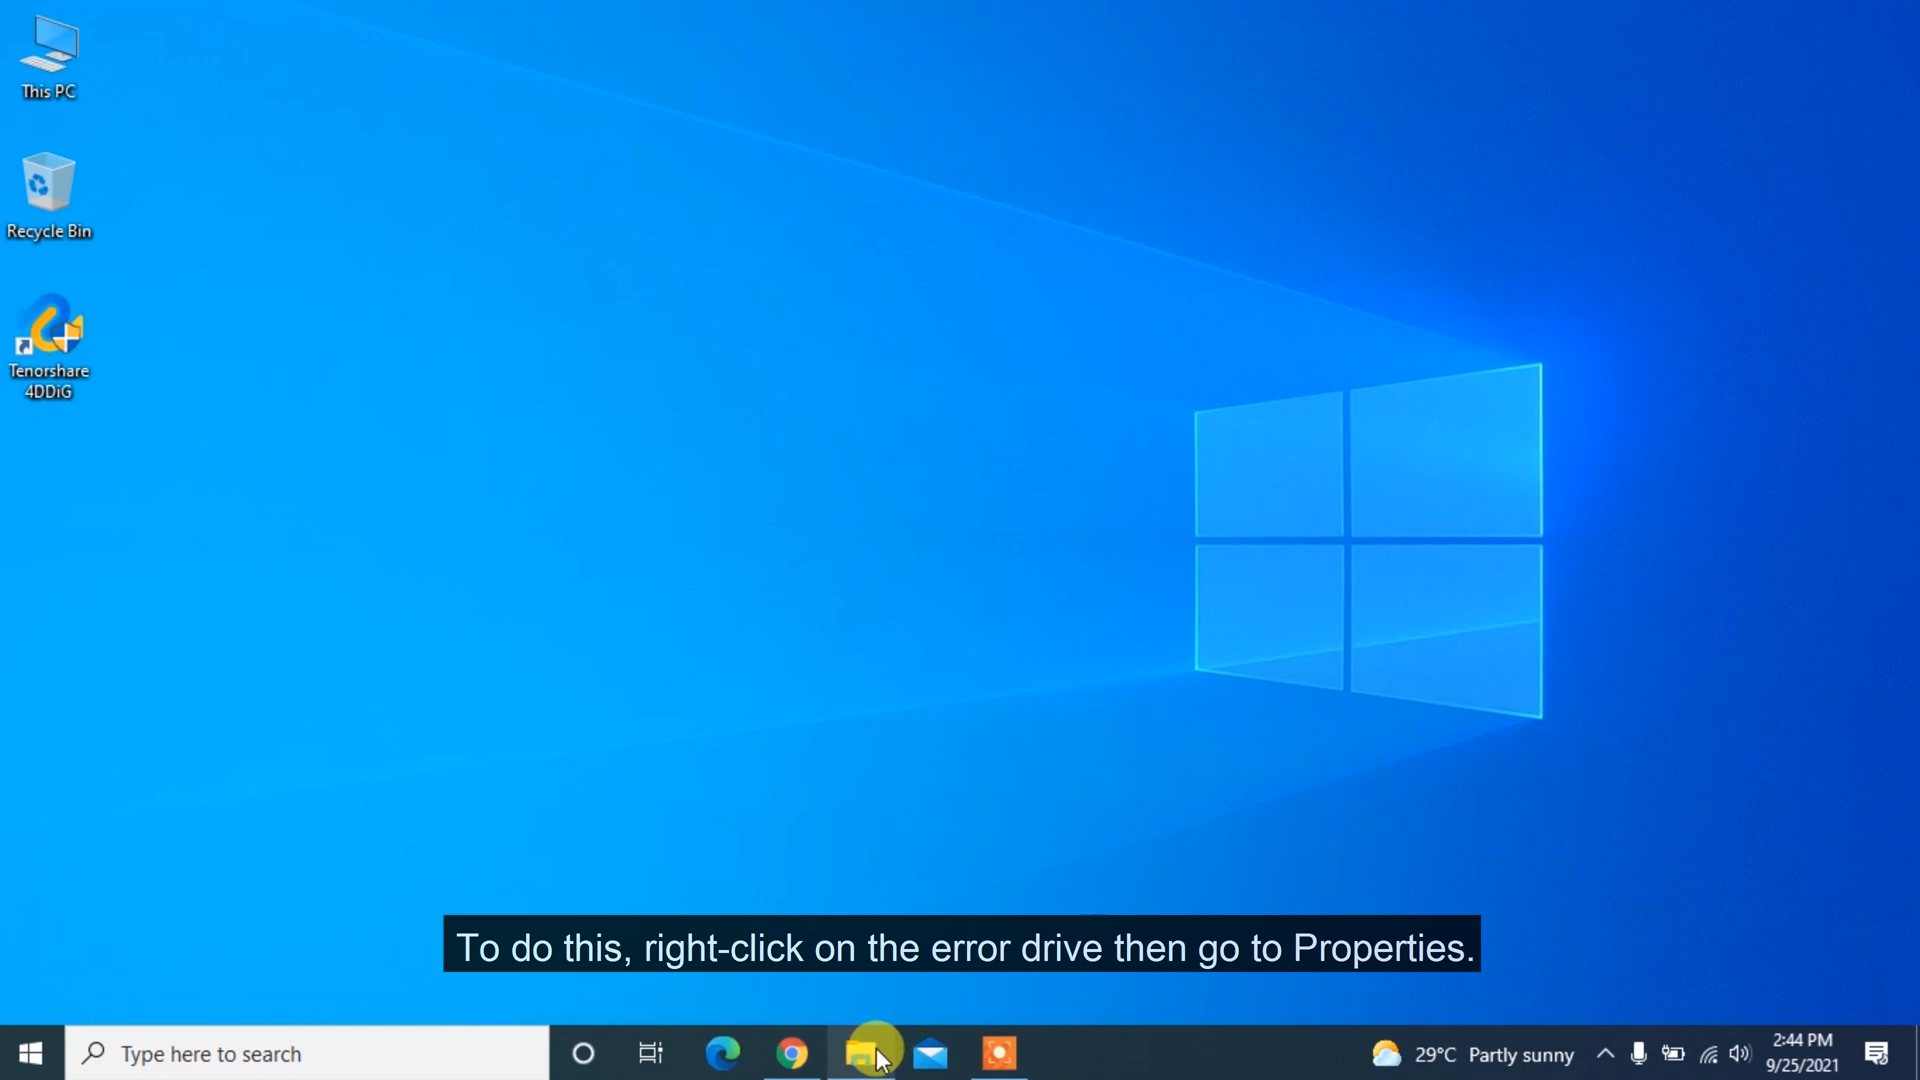 This PC
Recycle Bin
Tenorshare
4DDiG
To do this, right-click on the error drive then go to Properties.
Type here to search
29°C Partly sunny
2:44 PM
9/25/2021